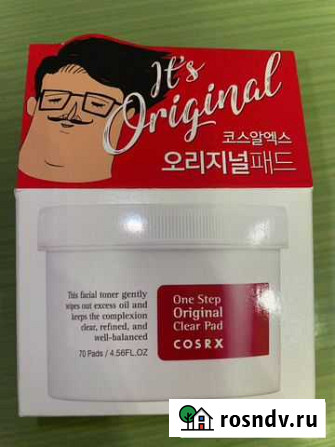 It's
Original
코스알엑스
오리지널패드
This facial toner gently
wipes out excess oil and
keeps the complexion
clear, refined, and
well-balanced
70 Pads / 4.56FL.OZ
One Step
Original
Clear Pad
COSRX
rosndv.ru